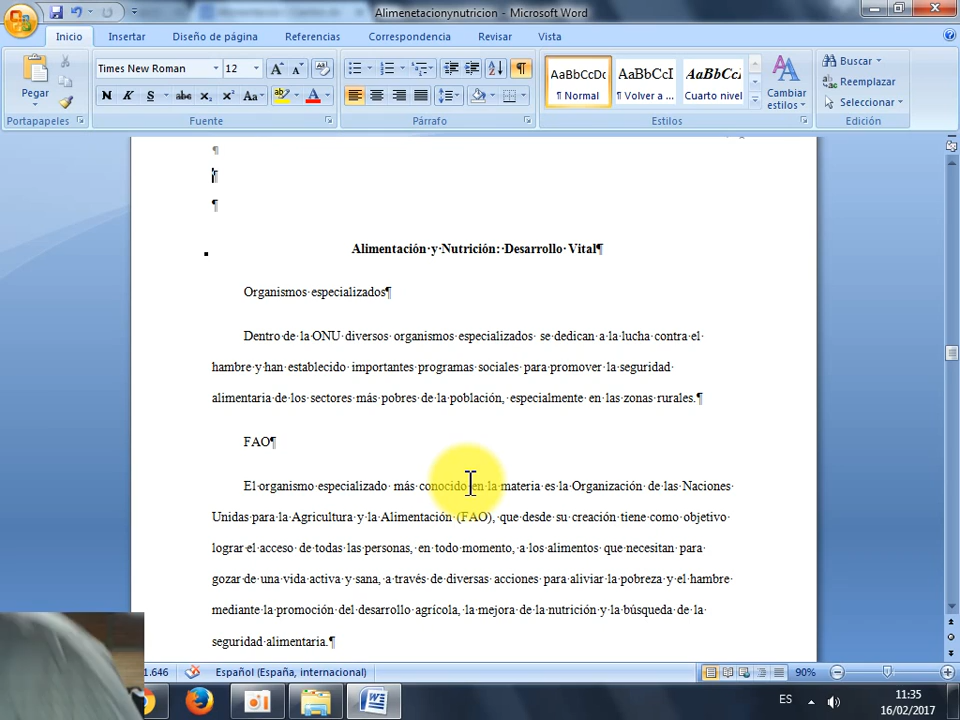 Alimenetacionynutricion - Microsoft Word
Inicio Insertar Diseño de página Referencias Correspondencia Revisar Vista
Times New Roman 12
Pegar
N K S abe x₂ x² Aa
AaBbCcDc AaBbCcI AaBbCcI
¶ Normal ¶ Volver a ... Cuarto nivel
Cambiar
estilos
Buscar
Reemplazar
Seleccionar
Portapapeles Fuente Párrafo Estilos Edición
¶
¶
¶
Alimentación·y·Nutrición:·Desarrollo·Vital¶
Organismos·especializados¶
Dentro·de·la·ONU·diversos·organismos·especializados··se·dedican·a·la·lucha·contra·el·
hambre·y·han·establecido·importantes·programas·sociales·para·promover·la·seguridad·
alimentaria·de·los·sectores·más·pobres·de·la·población,·especialmente·en·las·zonas·rurales.¶
FAO¶
El·organismo·especializado·más·conocido·en·la·materia·es·la·Organización·de·las·Naciones·
Unidas·para·la·Agricultura·y·la·Alimentación·(FAO),·que·desde·su·creación·tiene·como·objetivo·
lograr·el·acceso·de·todas·las·personas,·en·todo·momento,·a·los·alimentos·que·necesitan·para·
gozar·de·una·vida·activa·y·sana,·a·través·de·diversas·acciones·para·aliviar·la·pobreza·y·el·hambre·
mediante·la·promoción·del·desarrollo·agrícola,·la·mejora·de·la·nutrición·y·la·búsqueda·de·la·
seguridad·alimentaria.¶
1.646 Español (España, internacional) 90%
ES 11:35
16/02/2017